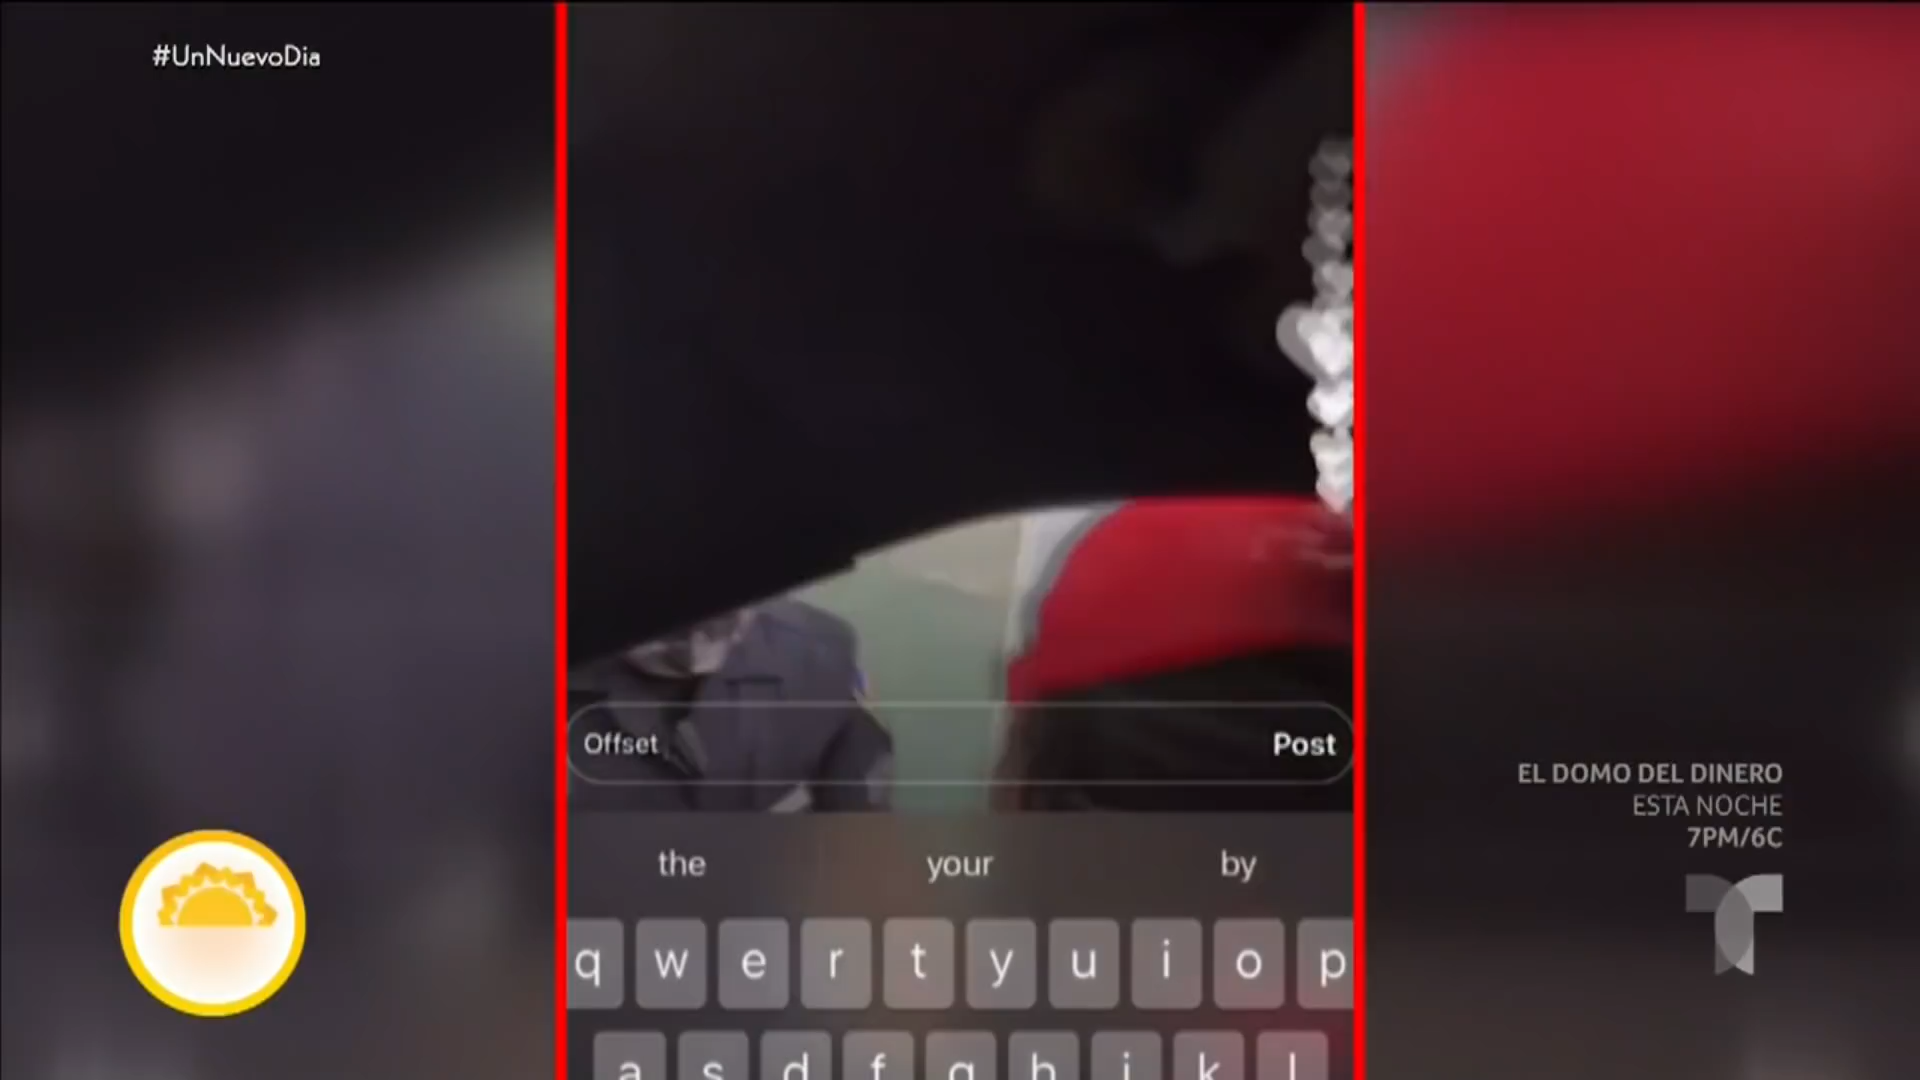 #UnNuevoDia
Offset
Post
EL DOMO DEL DINERO
ESTA NOCHE
7PM/6C
the your by
q w e r t y u i o p
a s d f g h j k l